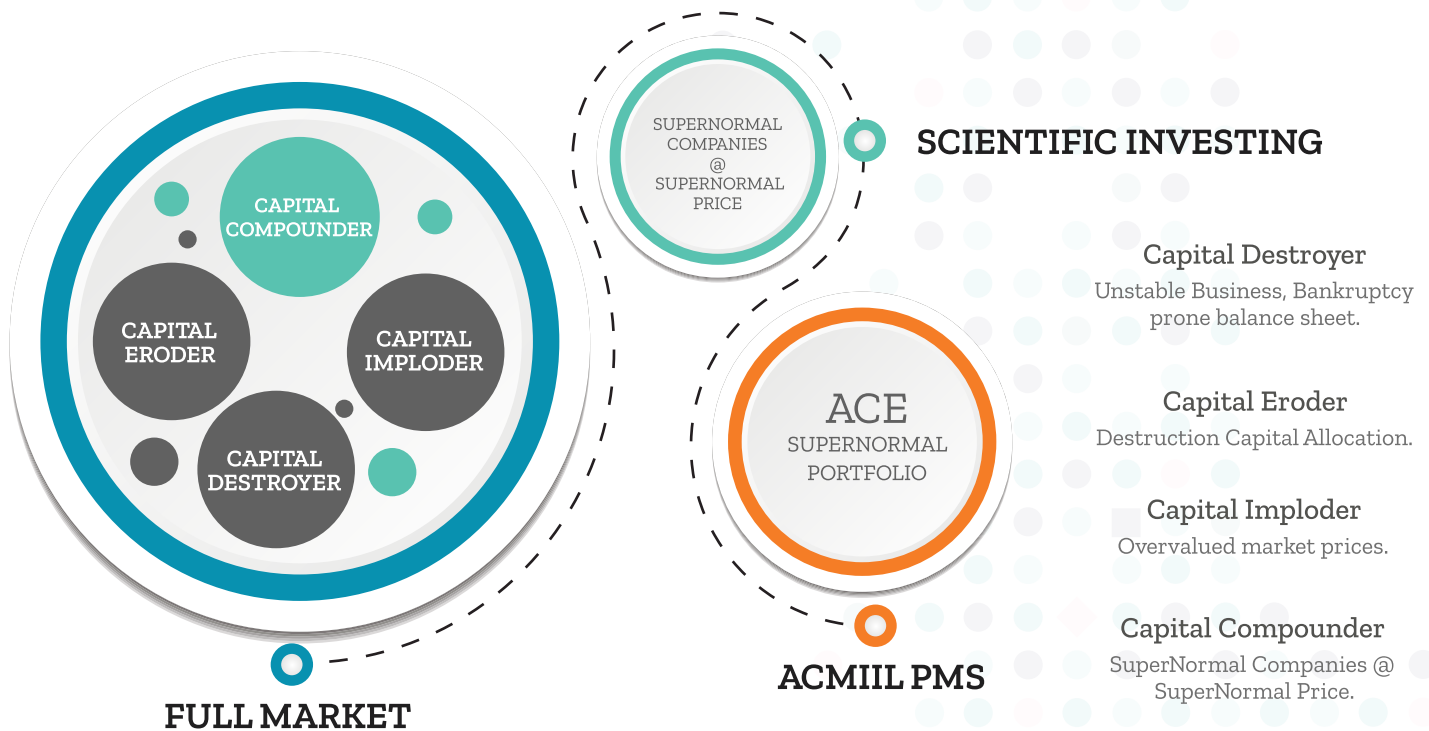 CAPITAL
COMPOUNDER
CAPITAL
ERODER
CAPITAL
IMPLODER
CAPITAL
DESTROYER
FULL MARKET
SUPERNORMAL
COMPANIES
@
SUPERNORMAL
PRICE
SCIENTIFIC INVESTING
ACE
SUPERNORMAL
PORTFOLIO
ACMIIL PMS
Capital Destroyer
Unstable Business, Bankruptcy
prone balance sheet.
Capital Eroder
Destruction Capital Allocation.
Capital Imploder
Overvalued market prices.
Capital Compounder
SuperNormal Companies @
SuperNormal Price.